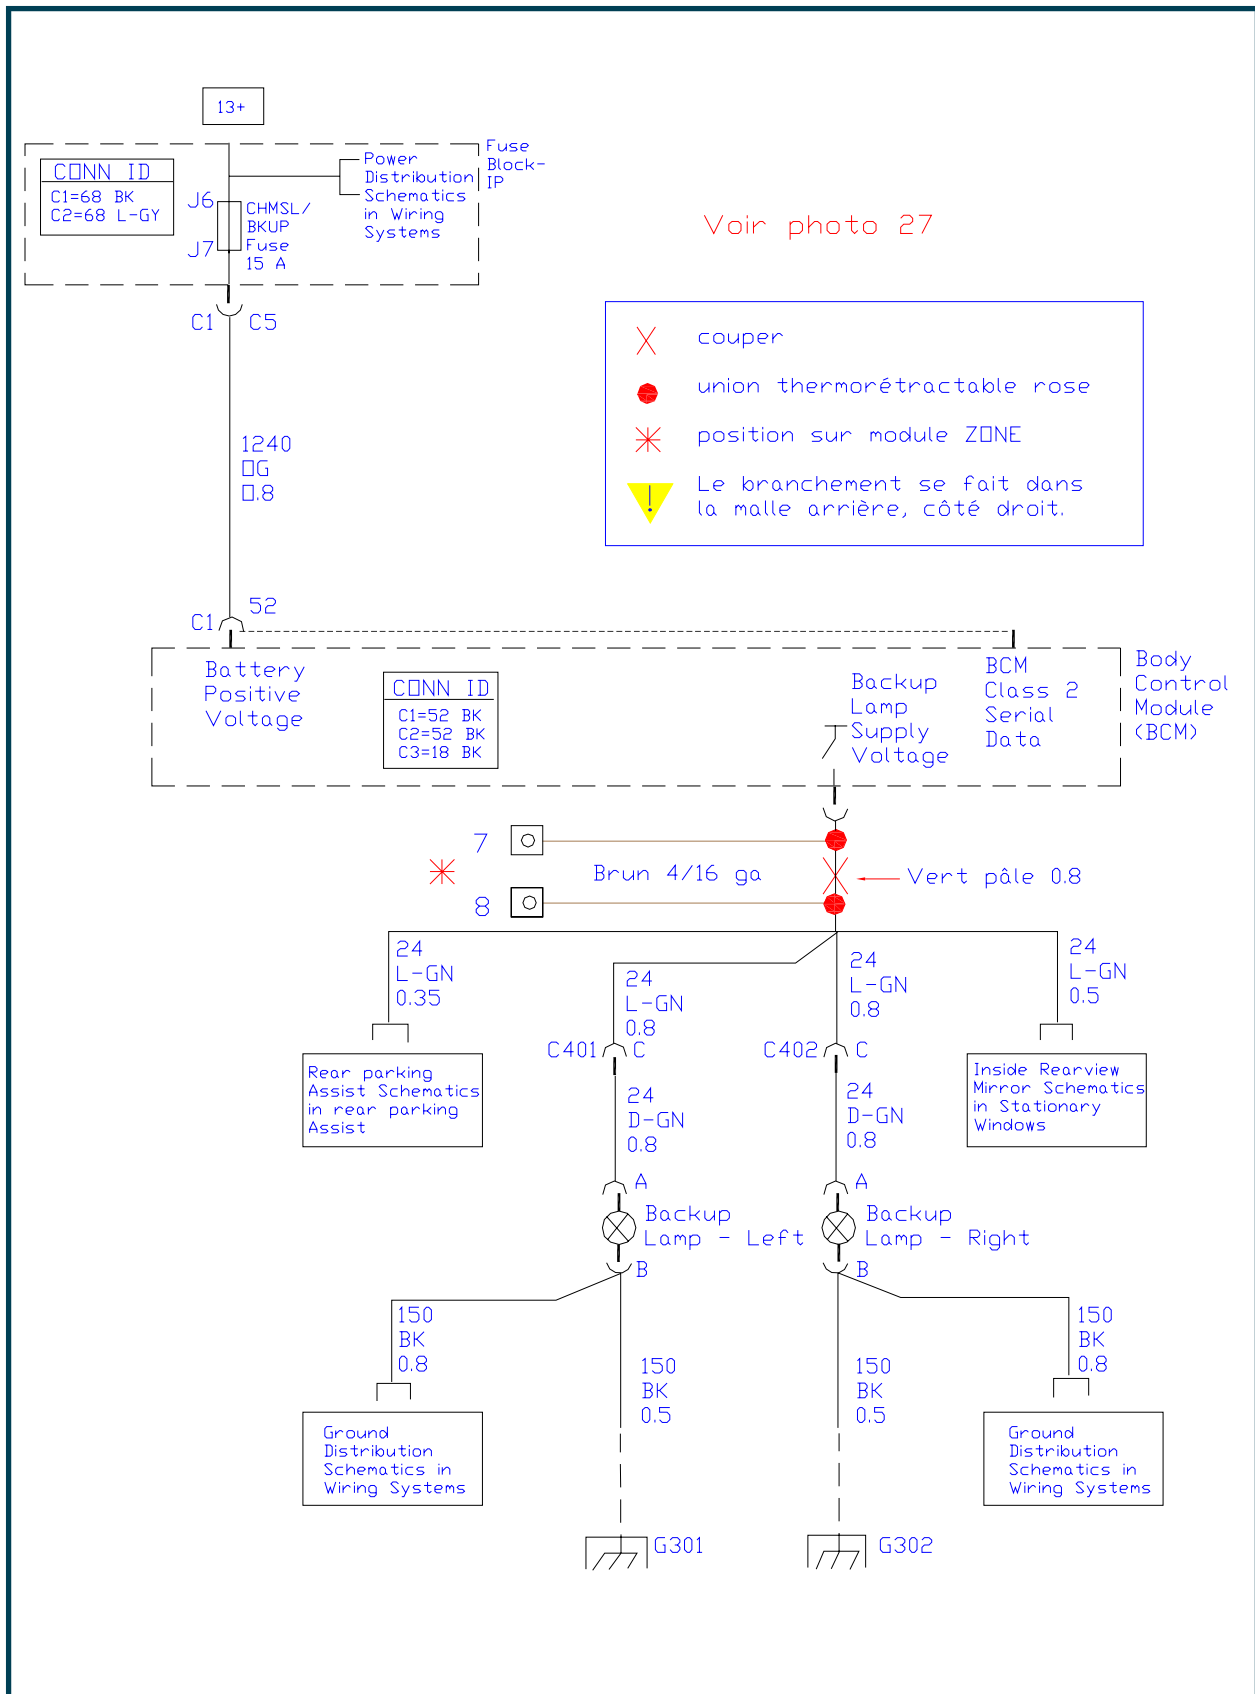 13+
CONN ID
C1=68 BK
C2=68 L-GY
J6
J7
CHMSL/
BKUP
Fuse
15 A
Power
Distribution
Schematics
in Wiring
Systems
Fuse
Block-
IP
Voir photo 27
couper
union thermorétractable rose
position sur module ZONE
! Le branchement se fait dans
la malle arrière, côté droit.
C1 C5
1240
OG
0.8
C1 52
Battery
Positive
Voltage
CONN ID
C1=52 BK
C2=52 BK
C3=18 BK
Backup
Lamp
Supply
Voltage
BCM
Class 2
Serial
Data
Body
Control
Module
(BCM)
7
Brun 4/16 ga
Vert pâle 0.8
8
24
L-GN
0.35
24
L-GN
0.8
24
L-GN
0.8
24
L-GN
0.5
C401 C
C402 C
Rear parking
Assist Schematics
in rear parking
Assist
24
D-GN
0.8
24
D-GN
0.8
Inside Rearview
Mirror Schematics
in Stationary
Windows
A
A
Backup
Lamp - Left
Backup
Lamp - Right
B
B
150
BK
0.8
150
BK
0.5
150
BK
0.5
150
BK
0.8
Ground
Distribution
Schematics in
Wiring Systems
Ground
Distribution
Schematics in
Wiring Systems
G301
G302